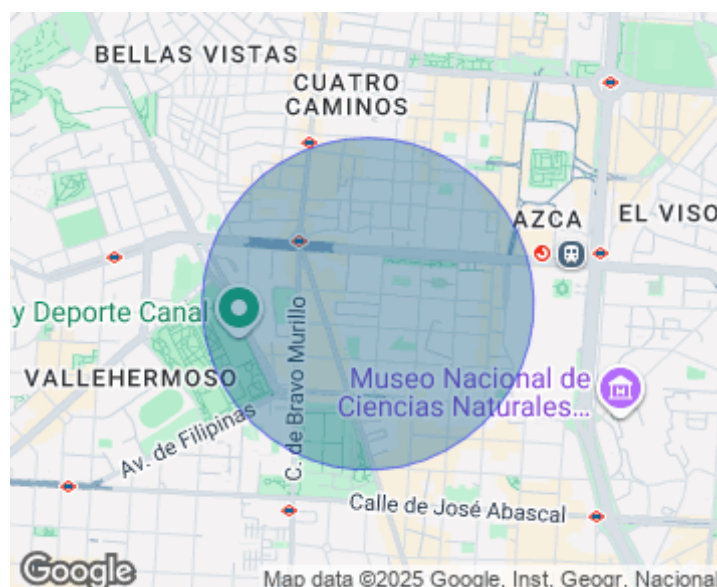 BELLAS VISTAS
CUATRO
CAMINOS
AZCA
EL VISO
y Deporte Canal
C. de Bravo Murillo
VALLEHERMOSO
Museo Nacional de
Ciencias Naturales...
Av. de Filipinas
Calle de José Abascal
Google
Map data ©2025 Google, Inst. Geogr. Nacional